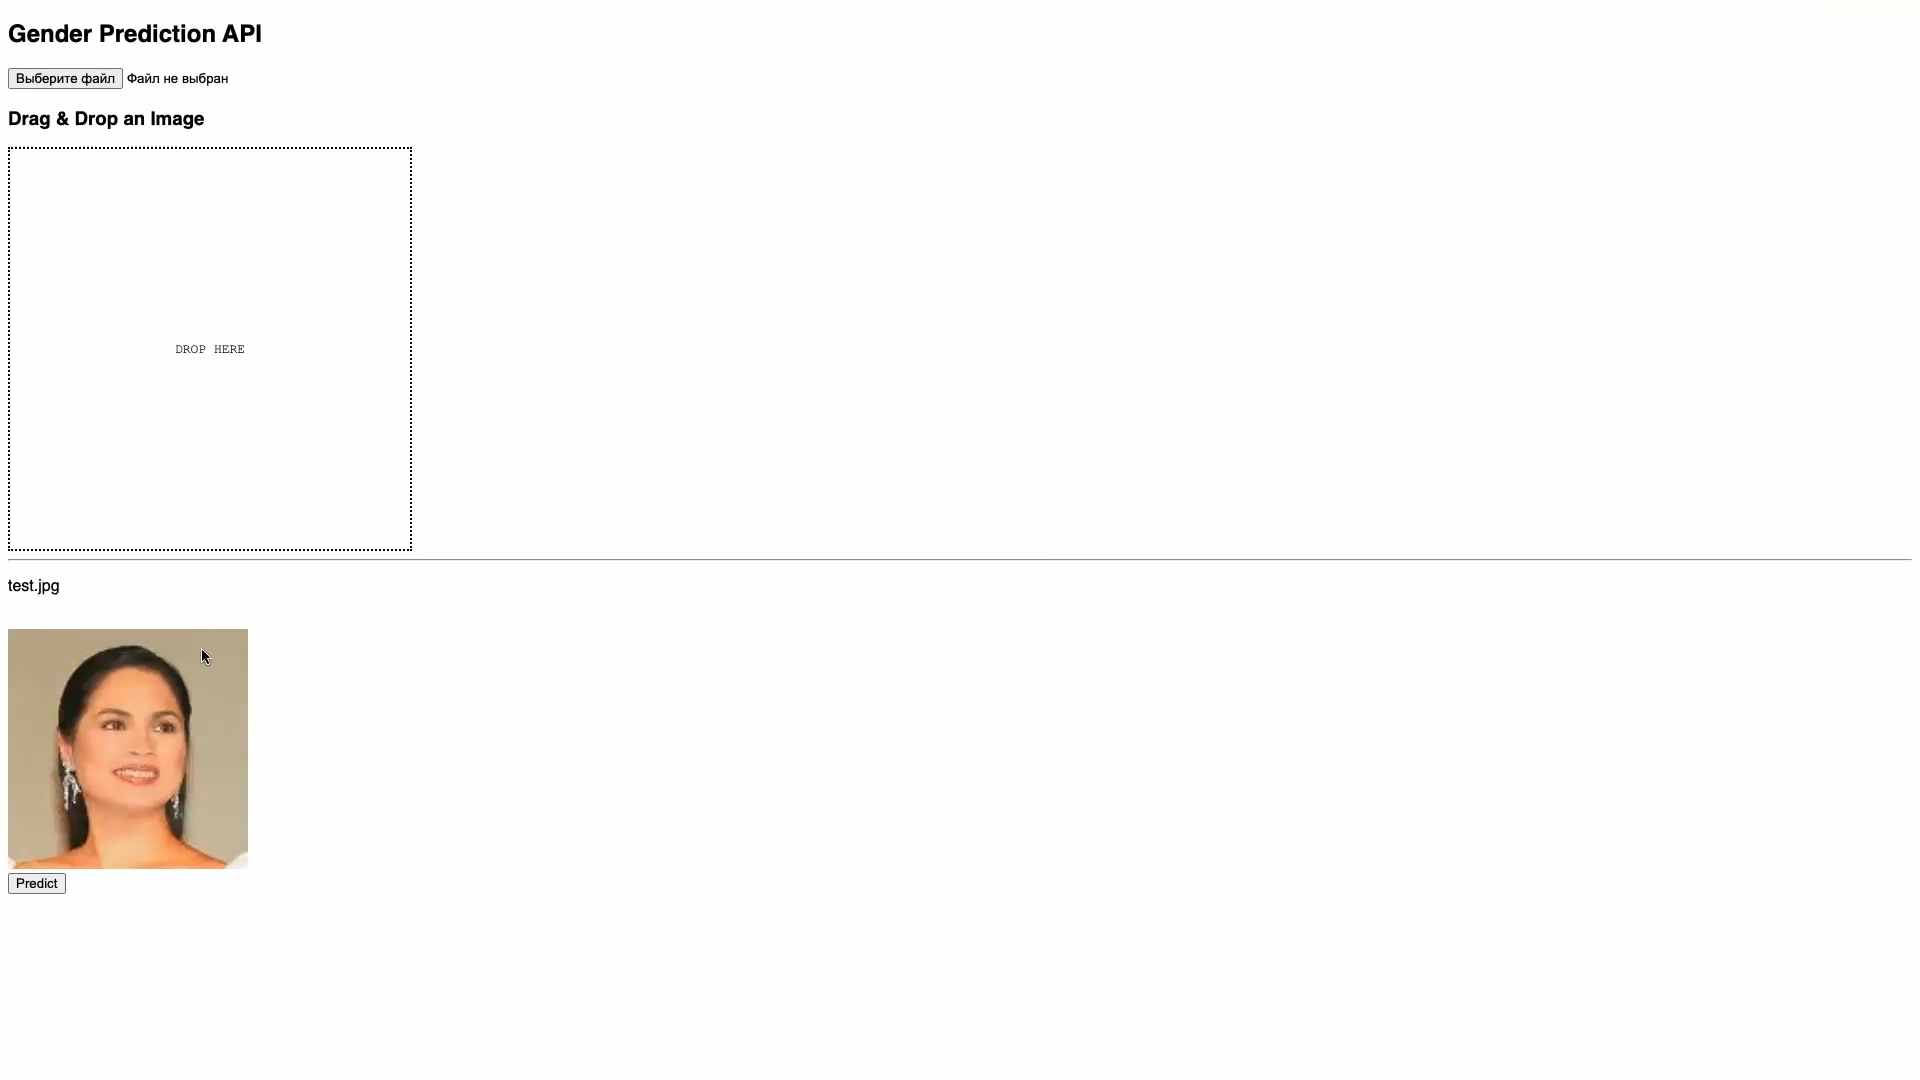 Gender Prediction API
Выберите файл Файл не выбран
Drag & Drop an Image
DROP HERE
test.jpg
Predict